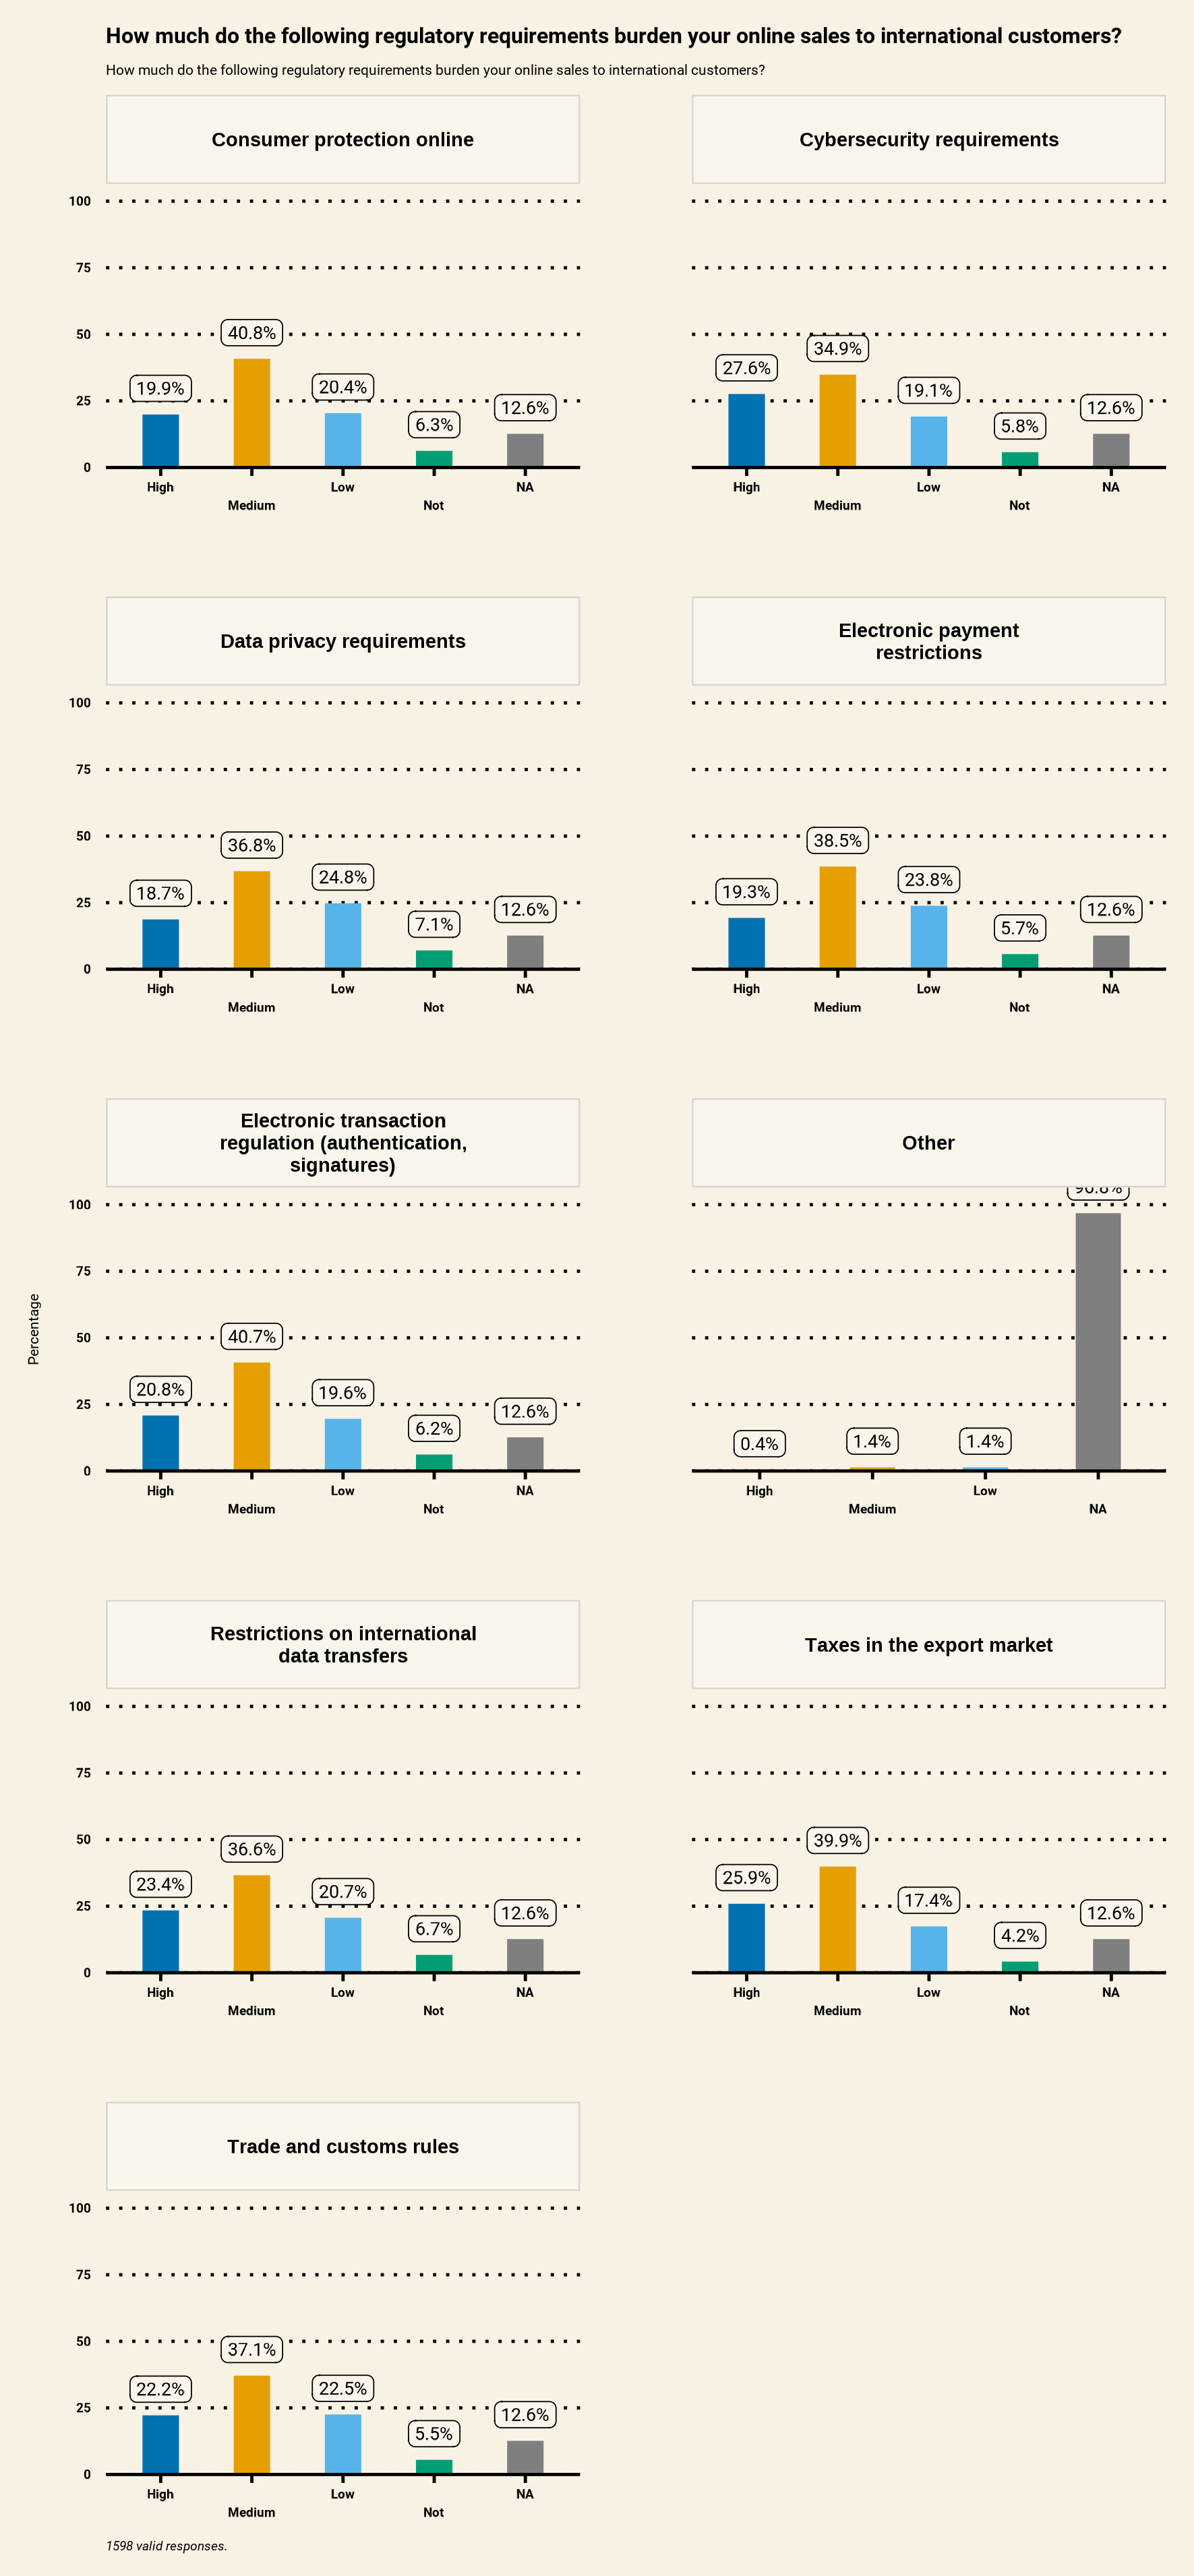 How much do the following regulatory requirements burden your online sales to international customers?
How much do the following regulatory requirements burden your online sales to international customers?
Consumer protection online
100
75
50
25
0
19.9%
40.8%
20.4%
6.3%
12.6%
High
Medium
Low
Not
NA
Cybersecurity requirements
27.6%
34.9%
19.1%
5.8%
12.6%
High
Medium
Low
Not
NA
Data privacy requirements
100
75
50
25
0
18.7%
36.8%
24.8%
7.1%
12.6%
High
Medium
Low
Not
NA
Electronic payment
restrictions
19.3%
38.5%
23.8%
5.7%
12.6%
High
Medium
Low
Not
NA
Percentage
Electronic transaction
regulation (authentication,
signatures)
100
75
50
25
0
20.8%
40.7%
19.6%
6.2%
12.6%
High
Medium
Low
Not
NA
Other
0.4%
1.4%
1.4%
96.8%
High
Medium
Low
NA
Restrictions on international
data transfers
100
75
50
25
0
23.4%
36.6%
20.7%
6.7%
12.6%
High
Medium
Low
Not
NA
Taxes in the export market
25.9%
39.9%
17.4%
4.2%
12.6%
High
Medium
Low
Not
NA
Trade and customs rules
100
75
50
25
0
22.2%
37.1%
22.5%
5.5%
12.6%
High
Medium
Low
Not
NA
1598 valid responses.